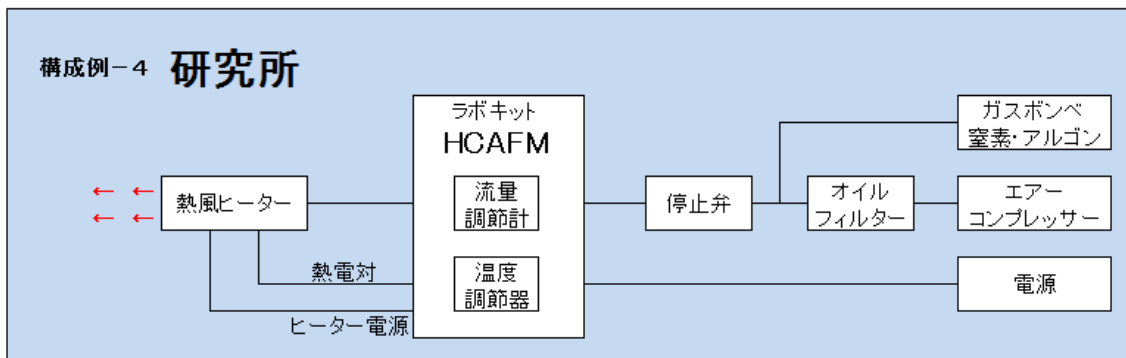 構成例－４ 研究所
ラボキット
HCAFM
流量
調節計
温度
調節器
熱風ヒーター
熱電対
ヒーター電源
停止弁
オイル
フィルター
ガスボンベ
窒素・アルゴン
エアー
コンプレッサー
電源